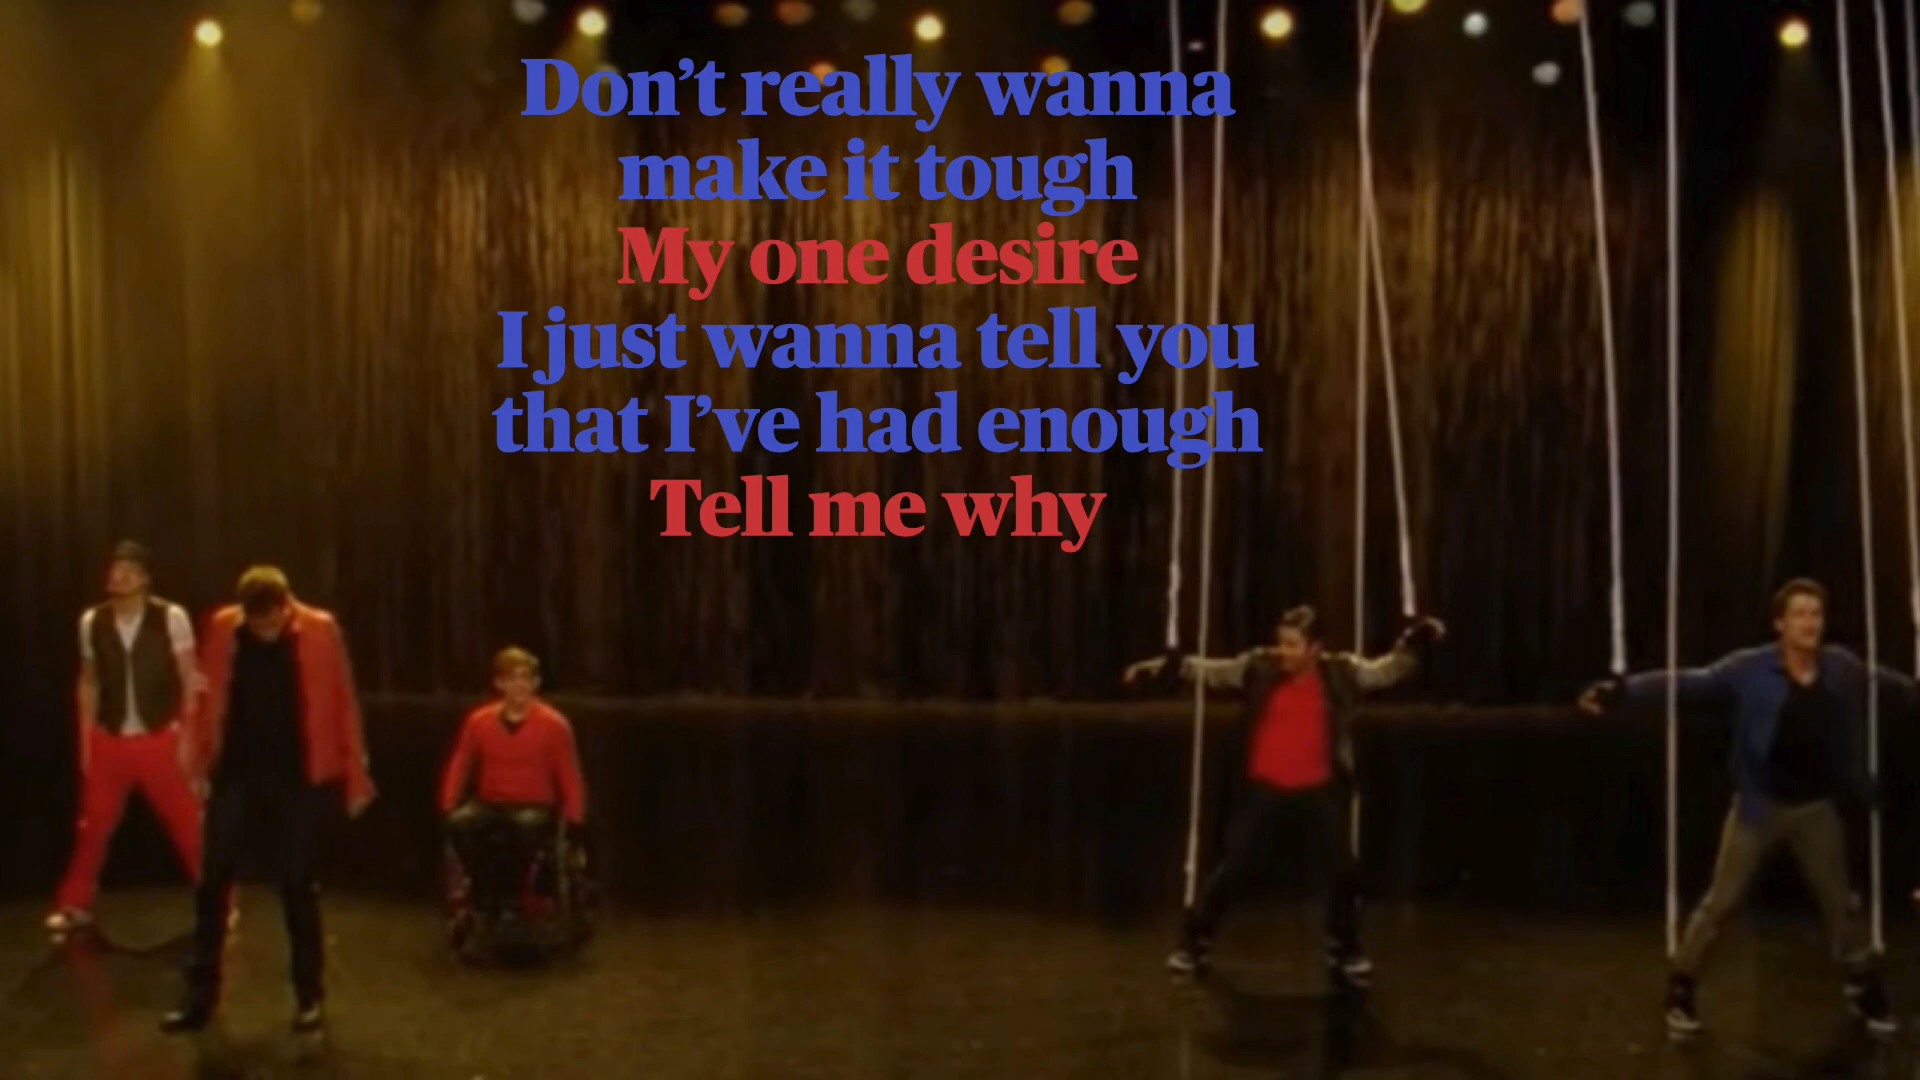 Don’t really wanna
make it tough
My one desire
I just wanna tell you
that I’ve had enough
Tell me why